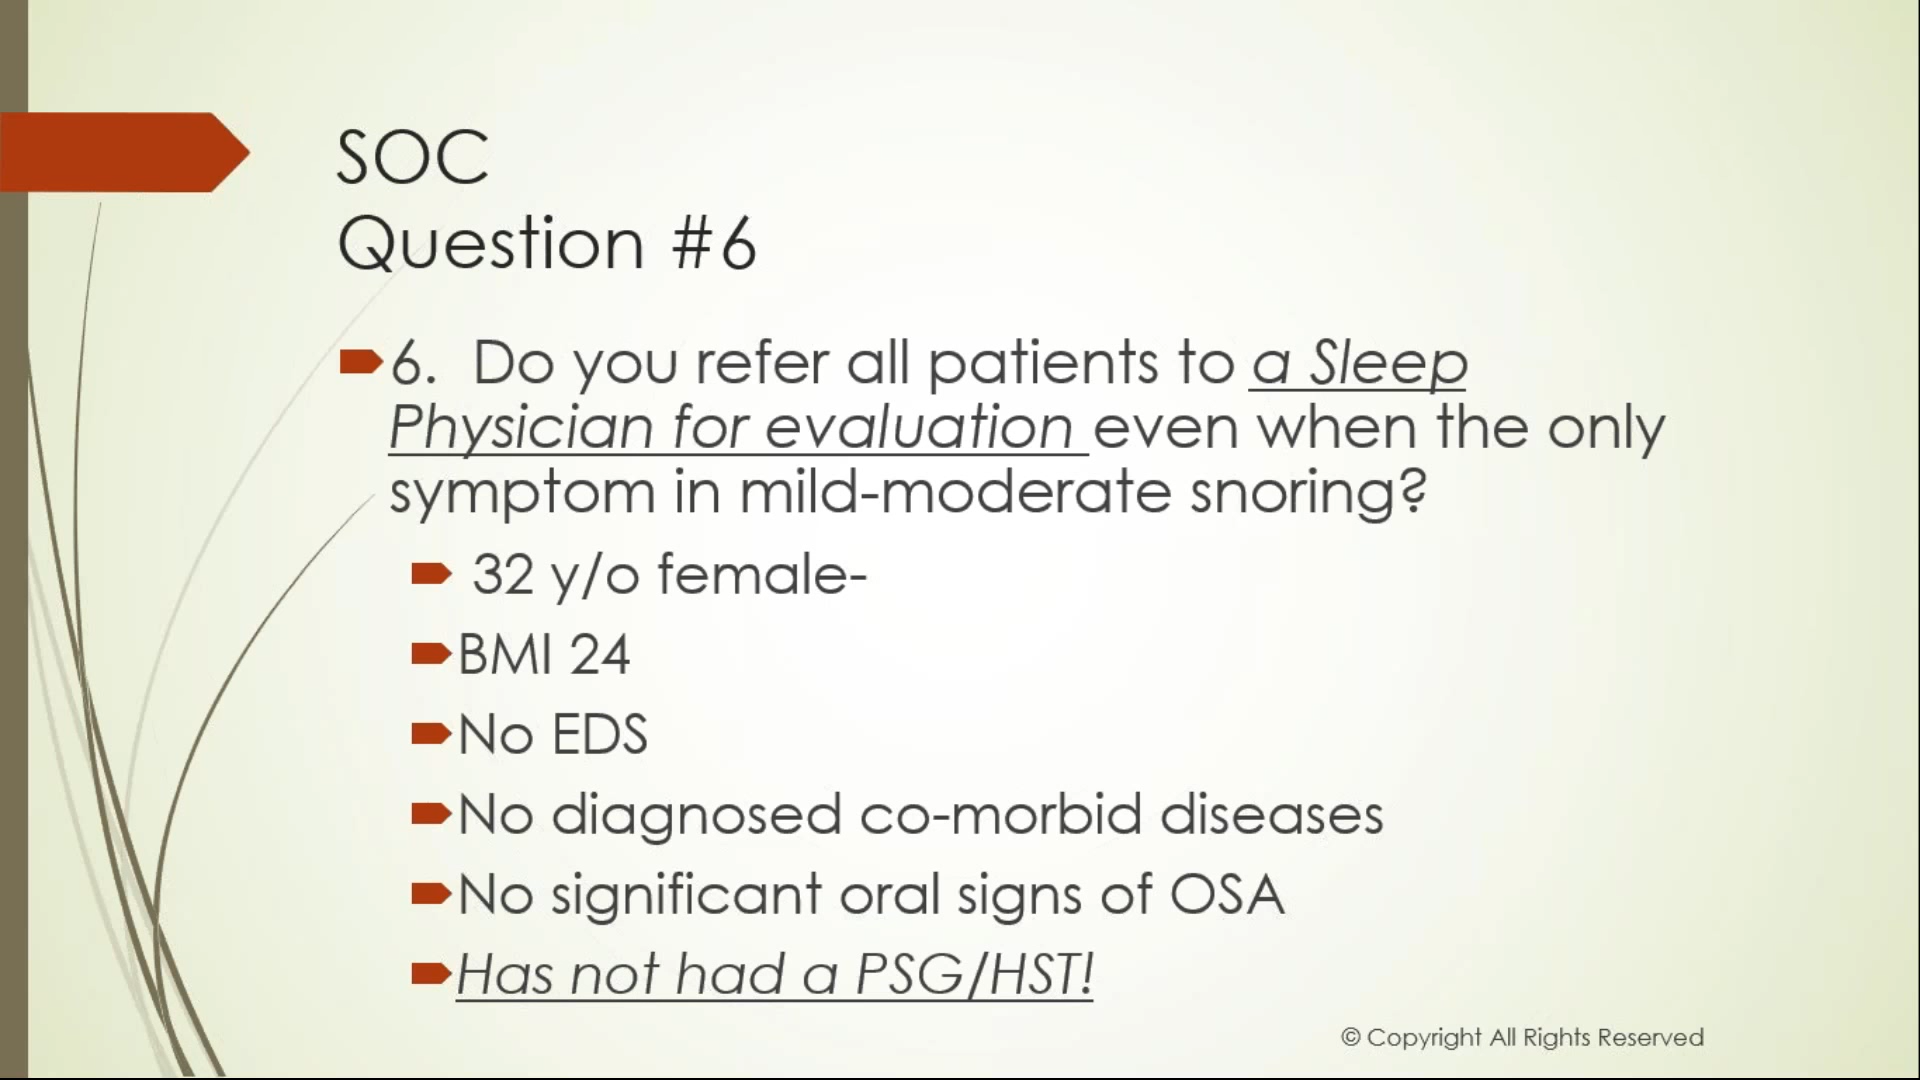 SOC
Question #6
6. Do you refer all patients to a Sleep
Physician for evaluation even when the only
symptom in mild-moderate snoring?
32 y/o female-
BMI 24
No EDS
No diagnosed co-morbid diseases
No significant oral signs of OSA
Has not had a PSG/HST!
© Copyright All Rights Reserved